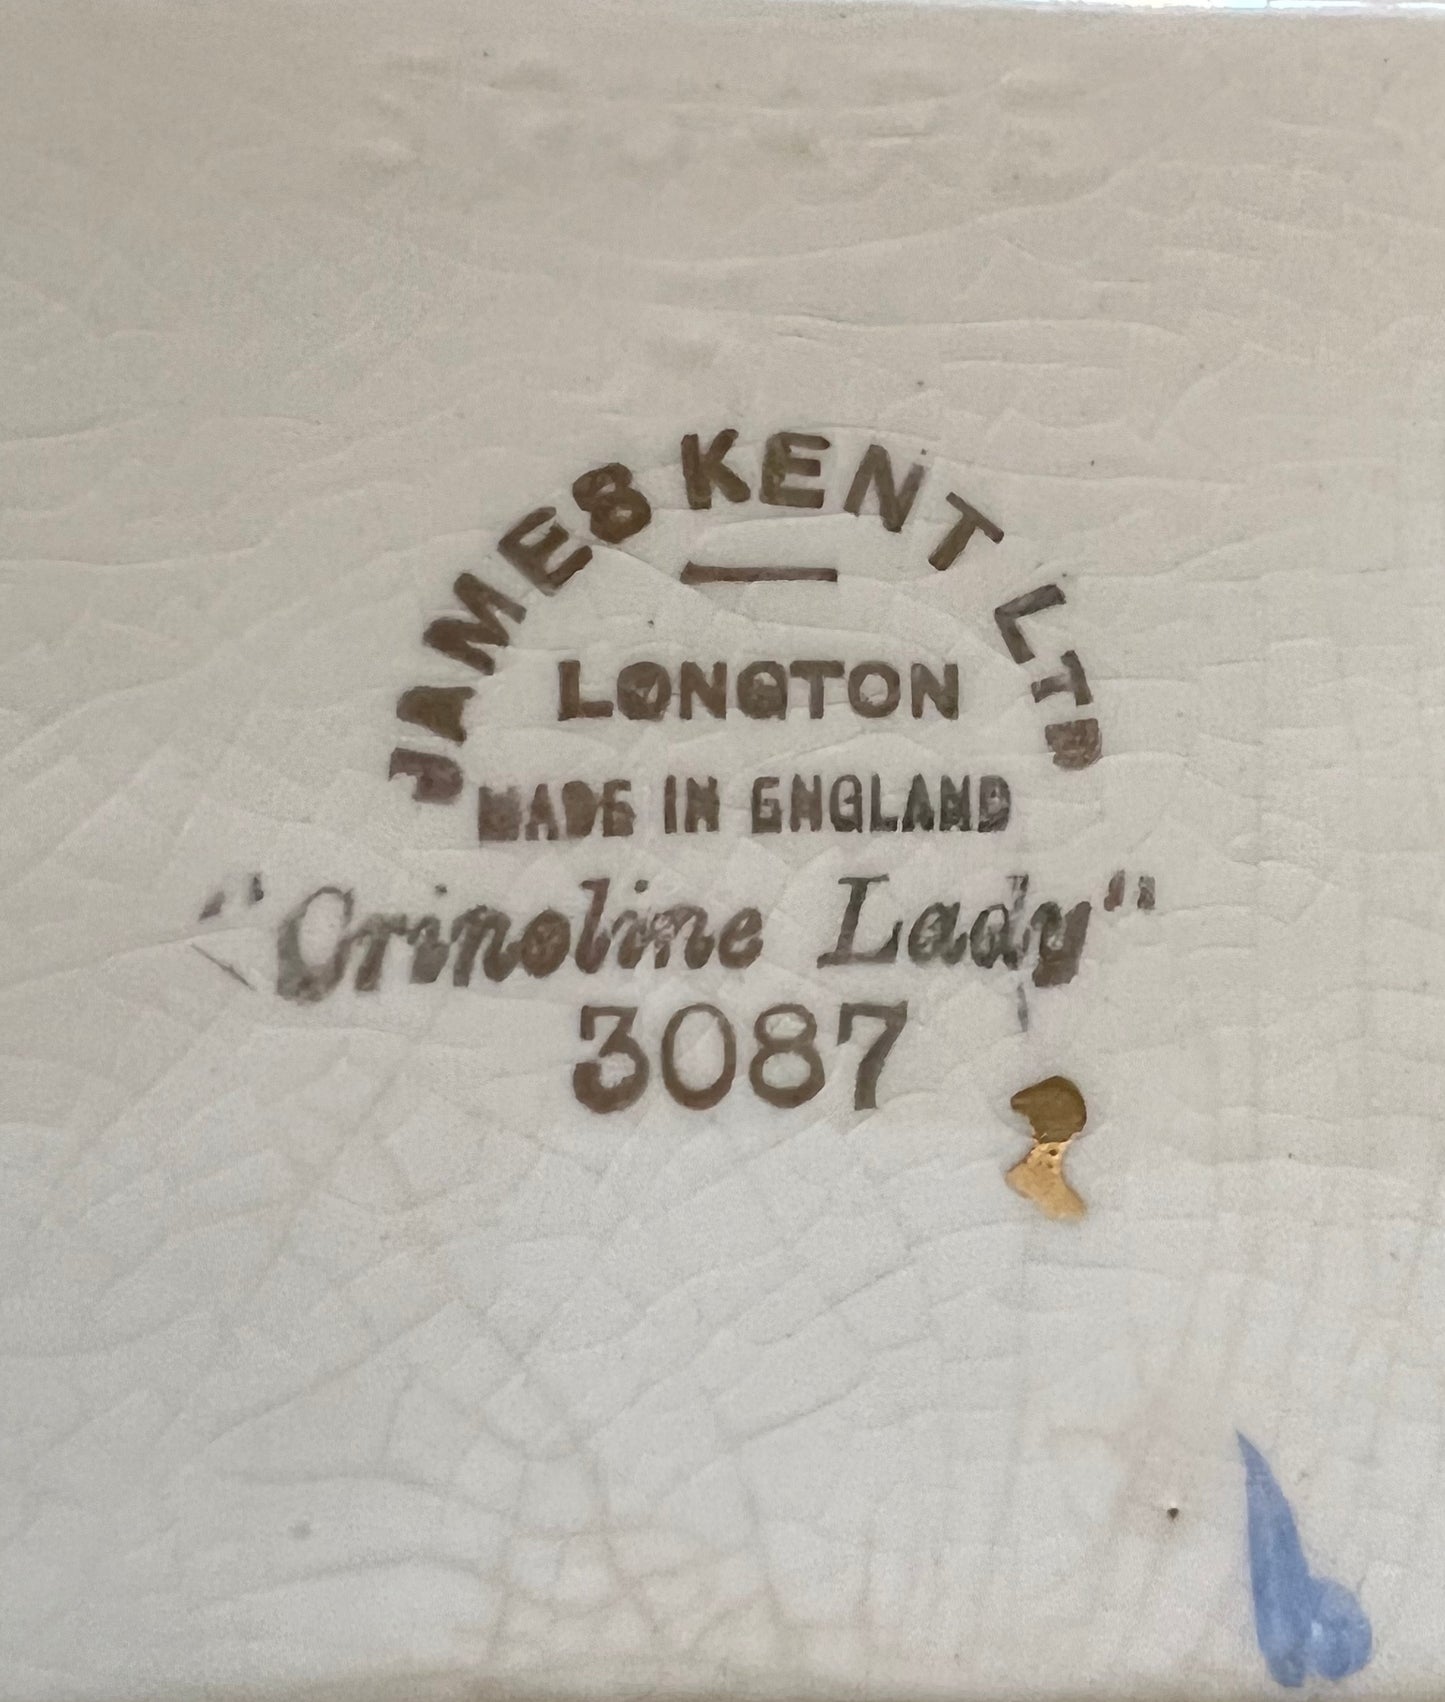 JAMES KENT LTD
LONGTON
MADE IN ENGLAND
"Crinoline Lady"
3087
b